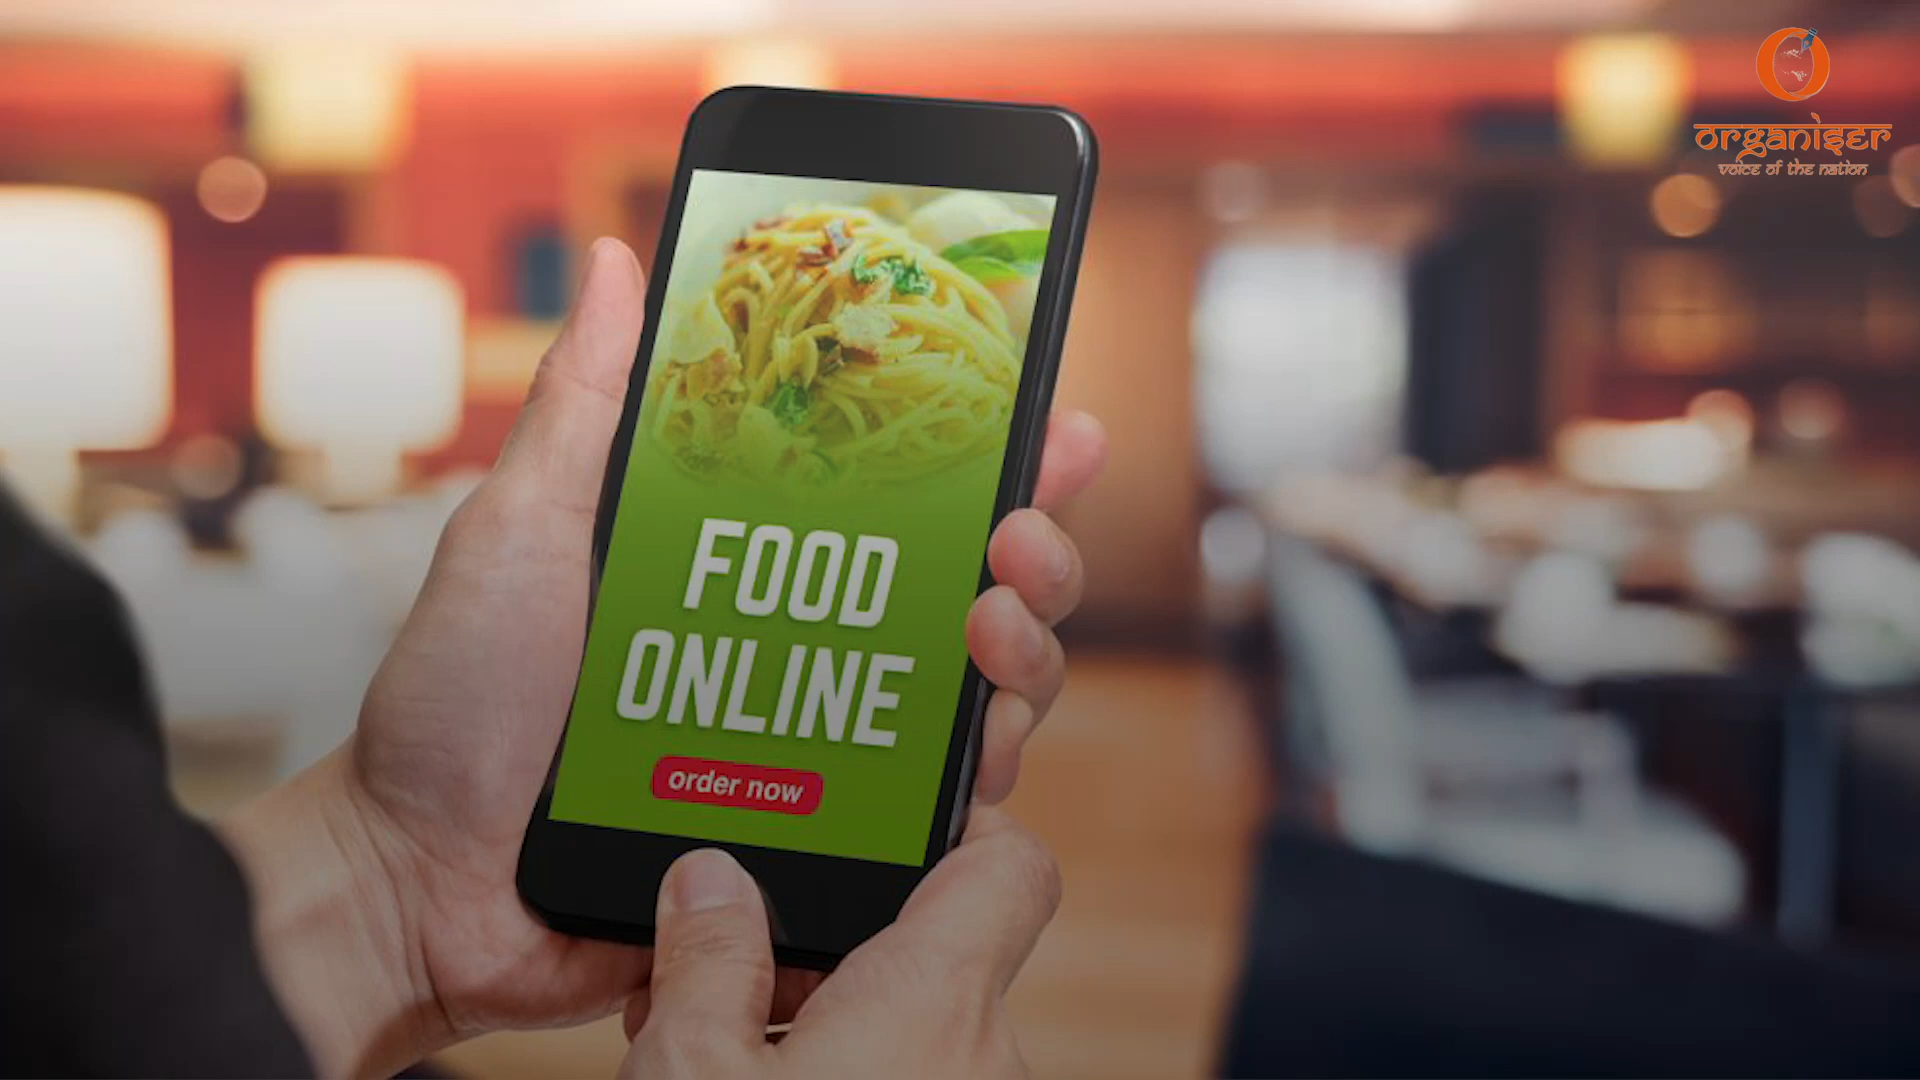 organiser
voice of the nation
FOOD
ONLINE
order now